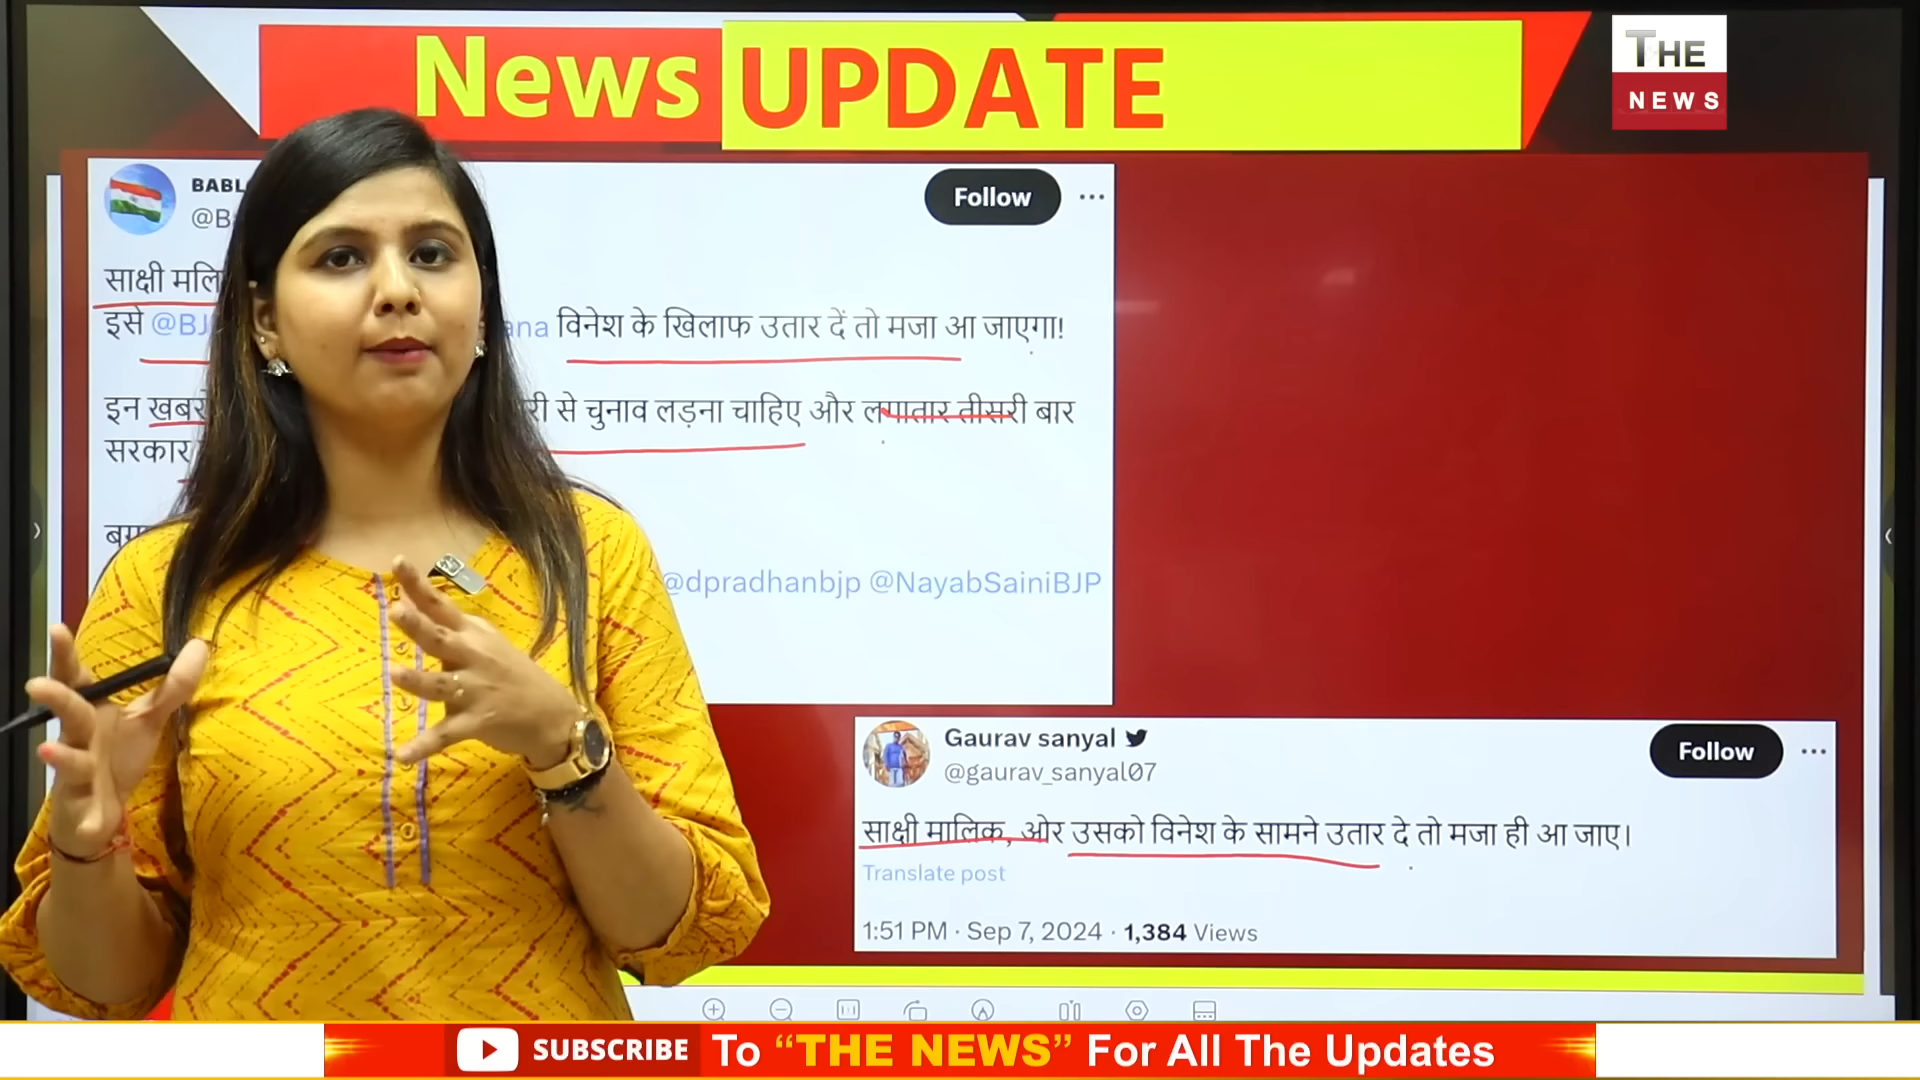 News UPDATE
THE
NEWS
BABL
@B
Follow
साक्षी मलि
इसे @BJ ana विनेश के खिलाफ उतार दें तो मजा आ जाएगा!
इन खबर री से चुनाव लड़ना चाहिए और लगातार तीसरी बार
सरकार
@dpradhanbjp @NayabSainiBJP
Gaurav sanyal
@gaurav_sanyal07
Follow
साक्षी मालिक, ओर उसको विनेश के सामने उतार दे तो मजा ही आ जाए।
Translate post
1:51 PM · Sep 7, 2024 · 1,384 Views
SUBSCRIBE To “THE NEWS” For All The Updates